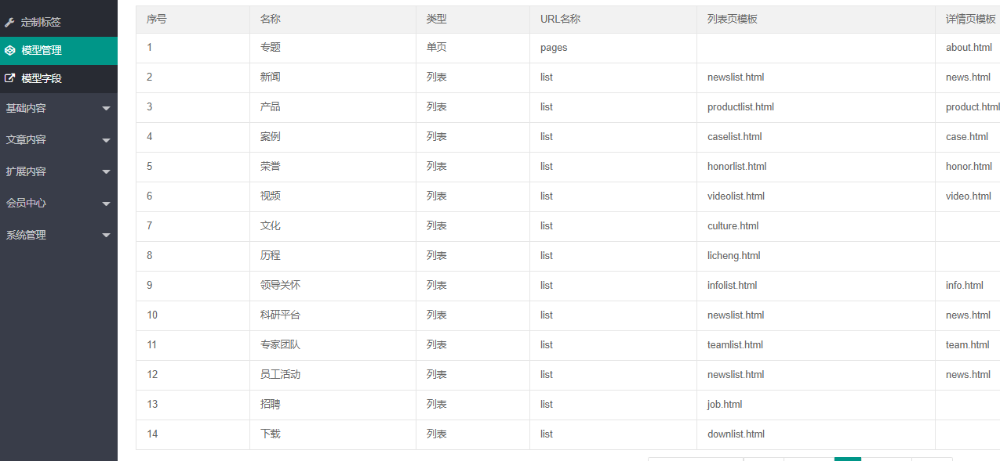 定制标签
模型管理
模型字段
基础内容
文章内容
扩展内容
会员中心
系统管理
序号 名称 类型 URL名称 列表页模板 详情页模板
1 专题 单页 pages about.html
2 新闻 列表 list newslist.html news.html
3 产品 列表 list productlist.html product.html
4 案例 列表 list caselist.html case.html
5 荣誉 列表 list honorlist.html honor.html
6 视频 列表 list videolist.html video.html
7 文化 列表 list culture.html
8 历程 列表 list licheng.html
9 领导关怀 列表 list infolist.html info.html
10 科研平台 列表 list newslist.html news.html
11 专家团队 列表 list teamlist.html team.html
12 员工活动 列表 list newslist.html news.html
13 招聘 列表 list job.html
14 下载 列表 list downlist.html